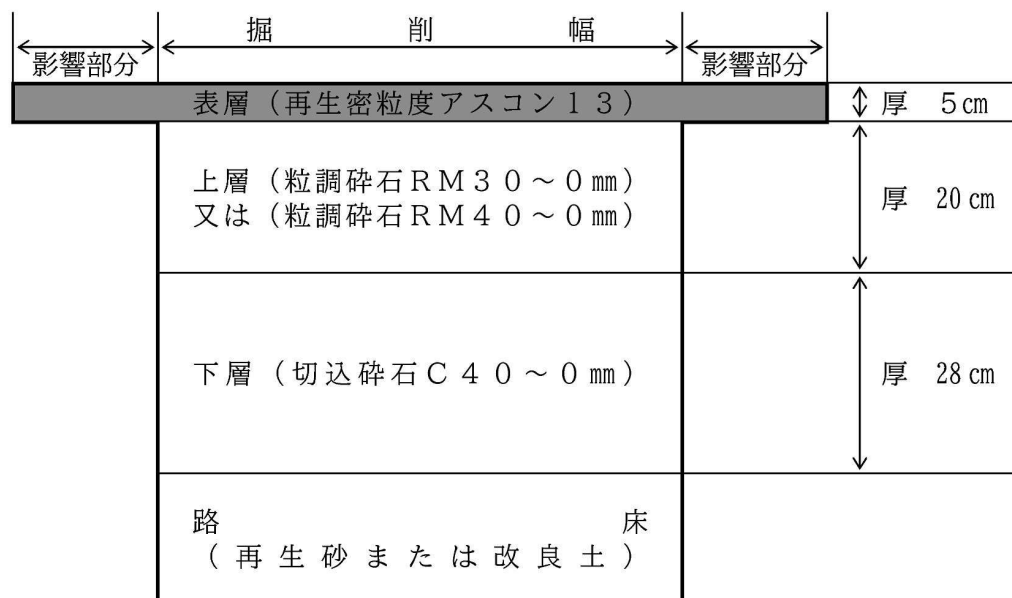 掘削幅
影響部分
影響部分
表層（再生密粒度アスコン１３）
厚 5㎝
上層（粒調砕石ＲＭ３０～０㎜）
又は（粒調砕石ＲＭ４０～０㎜）
厚 20㎝
下層（切込砕石Ｃ４０～０㎜）
厚 28㎝
路床
（再生砂または改良土）